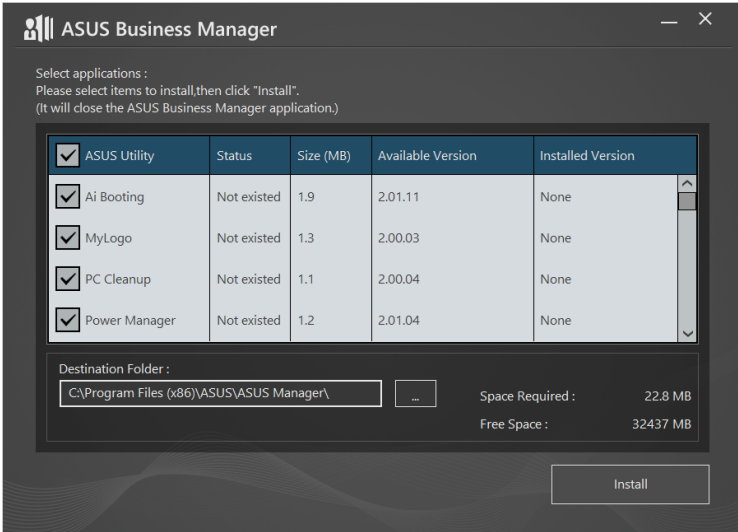 ASUS Business Manager
Select applications :
Please select items to install,then click "Install".
(It will close the ASUS Business Manager application.)
ASUS Utility Status Size (MB) Available Version Installed Version
Ai Booting Not existed 1.9 2.01.11 None
MyLogo Not existed 1.3 2.00.03 None
PC Cleanup Not existed 1.1 2.00.04 None
Power Manager Not existed 1.2 2.01.04 None
Destination Folder :
C:\Program Files (x86)\ASUS\ASUS Manager\ ...
Space Required : 22.8 MB
Free Space : 32437 MB
Install